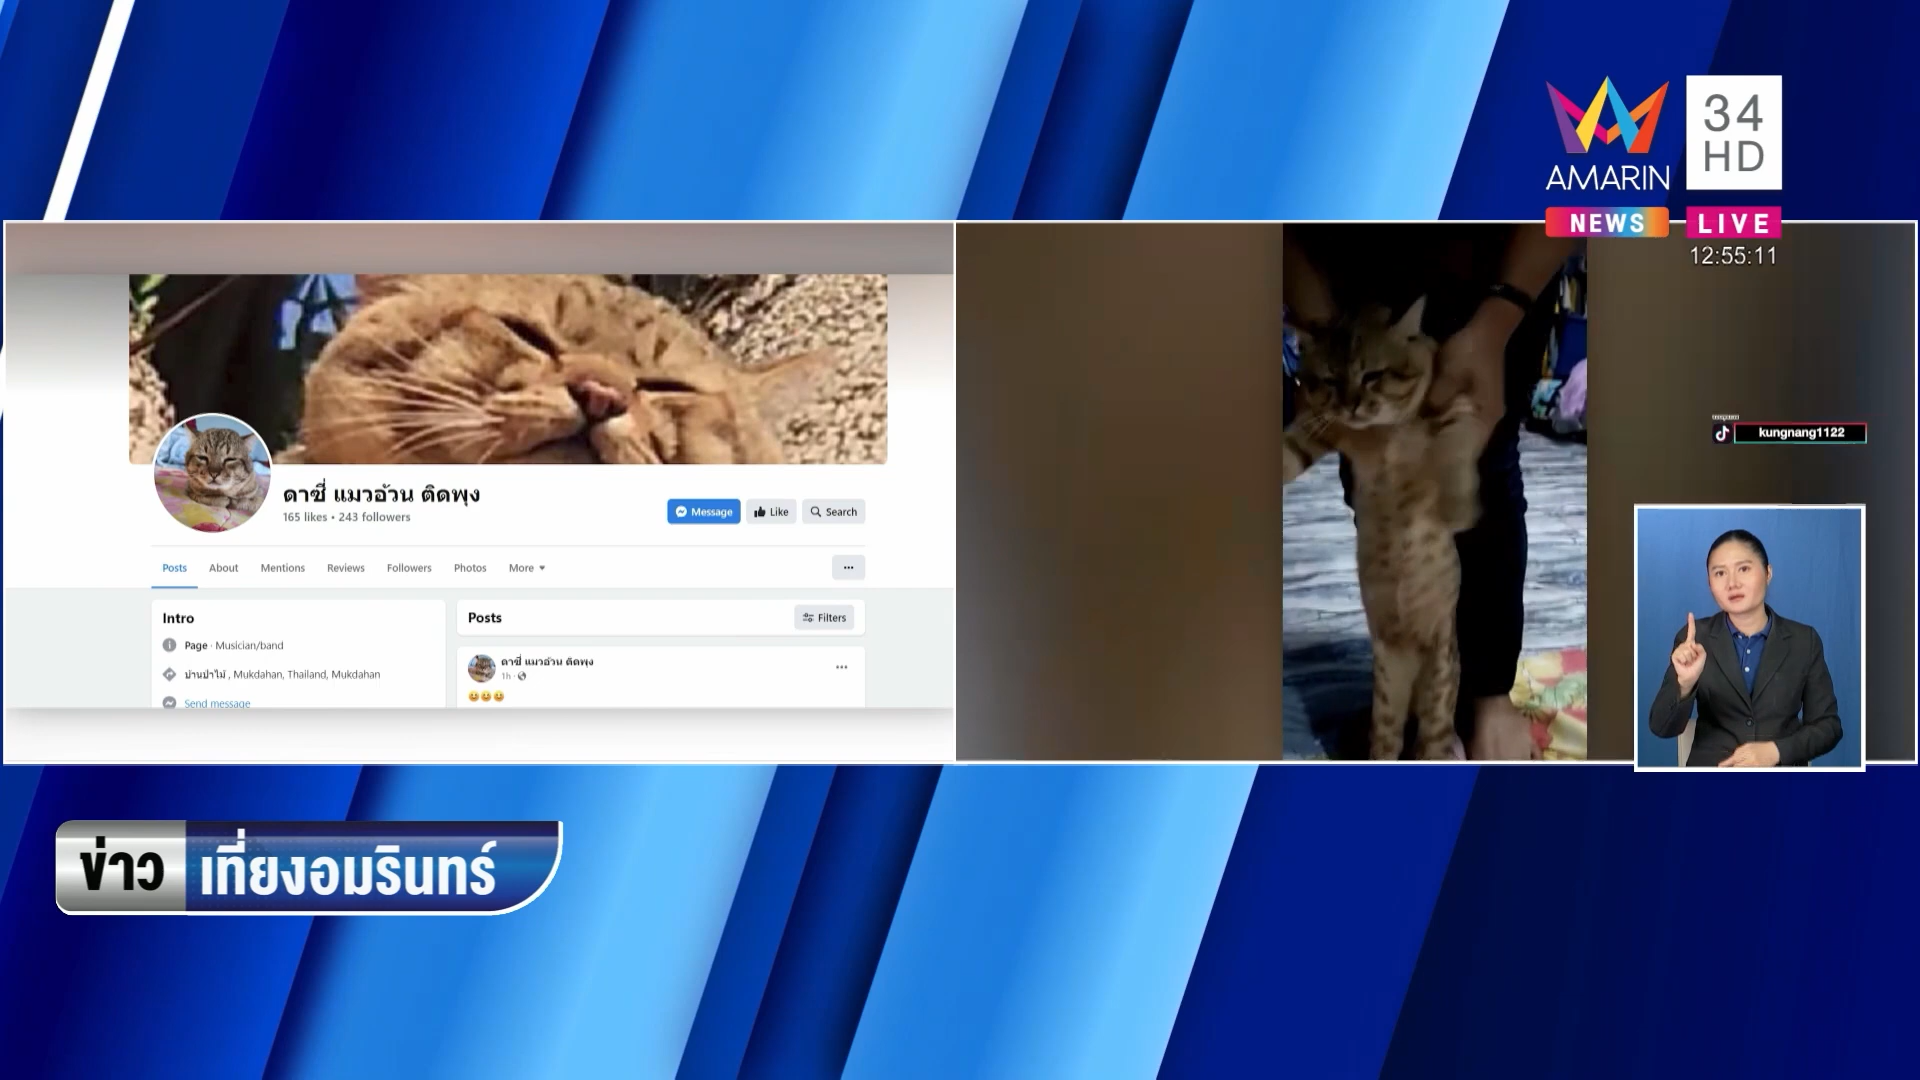 34
HD
AMARIN
NEWS
LIVE
12:55:11
ดาซี่ แมวอ้วน ติดพุง
165 likes • 243 followers
Message
Like
Search
Posts
About
Mentions
Reviews
Followers
Photos
More
Intro
Page · Musician/band
บ้านป่าไม้ , Mukdahan, Thailand, Mukdahan
Send message
Posts
Filters
ดาซี่ แมวอ้วน ติดพุง
1h
kungnang1122
ข่าว เที่ยงอมรินทร์